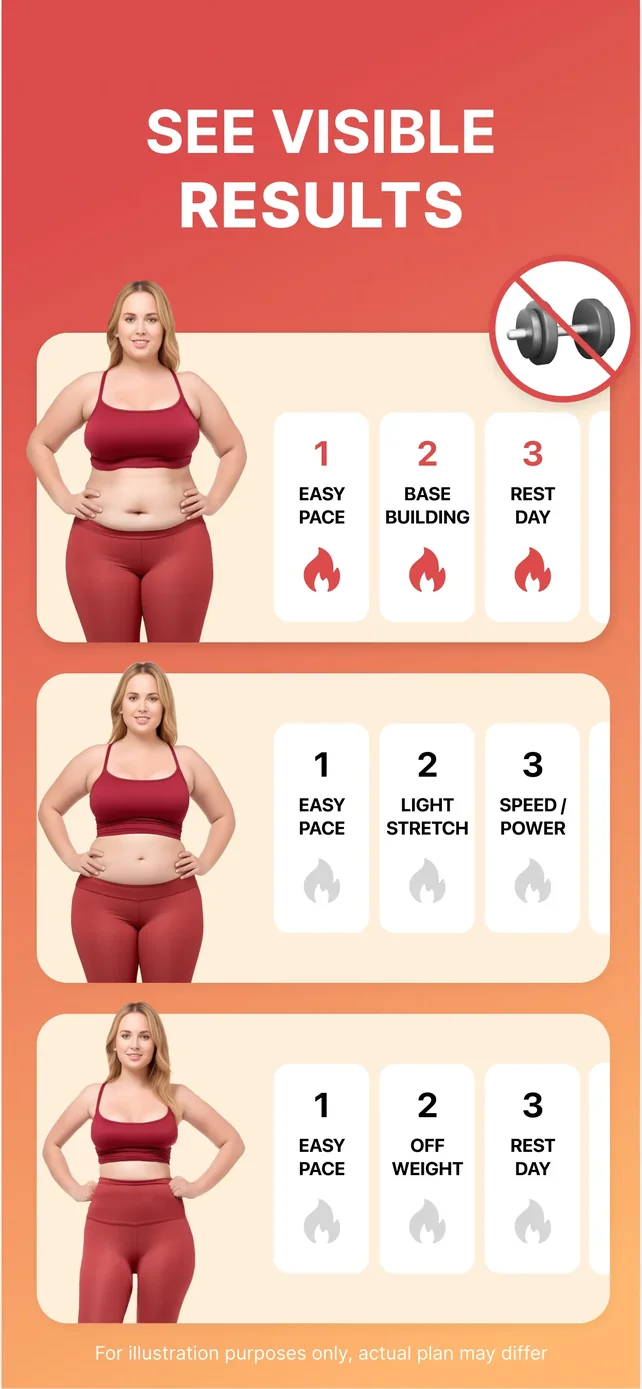 SEE VISIBLE
RESULTS
1
EASY
PACE
2
BASE
BUILDING
3
REST
DAY
1
EASY
PACE
2
LIGHT
STRETCH
3
SPEED /
POWER
1
EASY
PACE
2
OFF
WEIGHT
3
REST
DAY
For illustration purposes only, actual plan may differ